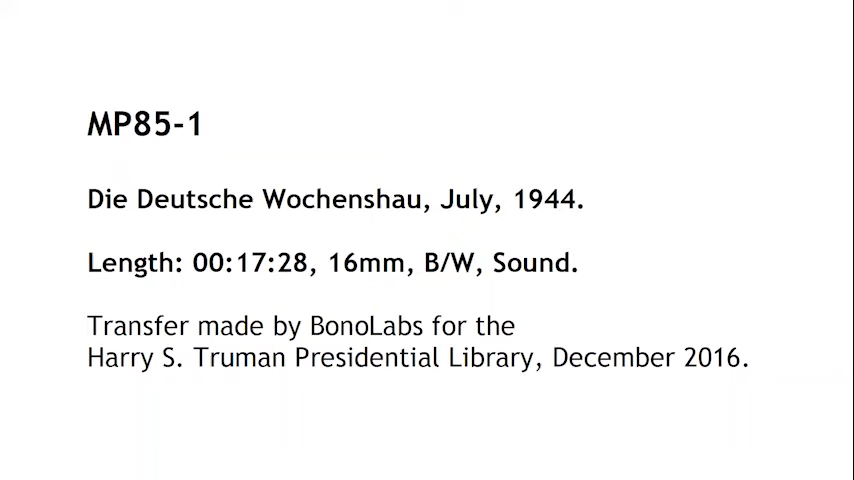 MP85-1
Die Deutsche Wochenshau, July, 1944.
Length: 00:17:28, 16mm, B/W, Sound.
Transfer made by BonoLabs for the
Harry S. Truman Presidential Library, December 2016.